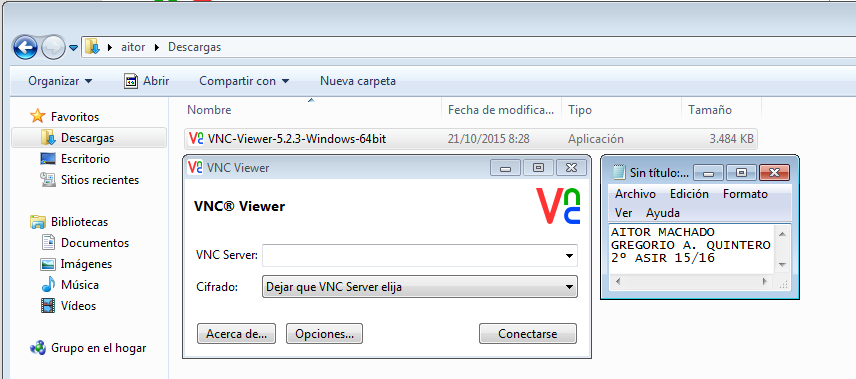 aitor Descargas
Organizar Abrir Compartir con Nueva carpeta
Favoritos
Descargas
Escritorio
Sitios recientes
Bibliotecas
Documentos
Imágenes
Música
Vídeos
Grupo en el hogar
Nombre Fecha de modifica... Tipo Tamaño
VNC-Viewer-5.2.3-Windows-64bit 21/10/2015 8:28 Aplicación 3.484 KB
VNC Viewer
VNC® Viewer
VNC
VNC Server:
Cifrado: Dejar que VNC Server elija
Acerca de... Opciones... Conectarse
Sin título:...
Archivo Edición Formato
Ver Ayuda
AITOR MACHADO
GREGORIO A. QUINTERO
2º ASIR 15/16